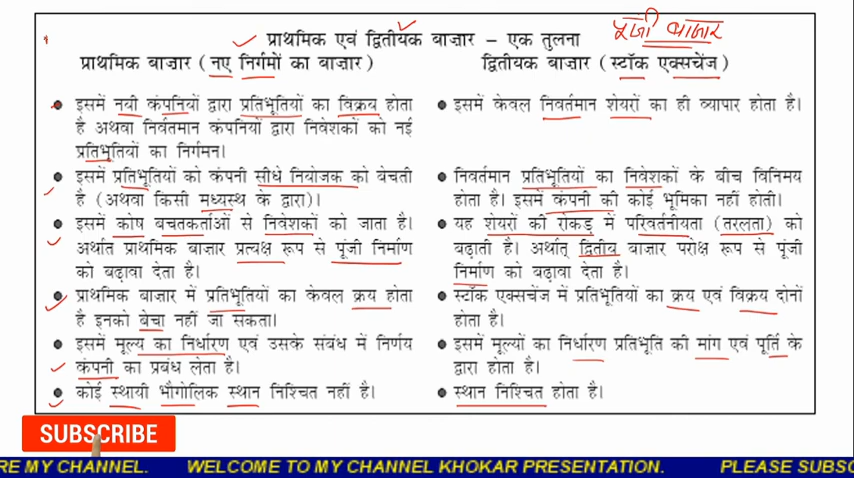 प्राथमिक एवं द्वितीयक बाज़ार – एक तुलना
पूंजी बाजार
प्राथमिक बाज़ार (नए निर्गमों का बाज़ार)
द्वितीयक बाज़ार (स्टॉक एक्सचेंज)
● इसमें नयी कंपनियों द्वारा प्रतिभूतियों का विक्रय होता
है अथवा निर्वतमान कंपनियों द्वारा निवेशकों को नई
प्रतिभूतियों का निर्गमन।
● इसमें प्रतिभूतियों को कंपनी सीधे नियोजक को बेचती
है (अथवा किसी मध्यस्थ के द्वारा)।
● इसमें कोष बचतकर्ताओं से निवेशकों को जाता है।
अर्थात प्राथमिक बाज़ार प्रत्यक्ष रूप से पूंजी निर्माण
को बढ़ावा देता है।
● प्राथमिक बाज़ार में प्रतिभूतियों का केवल क्रय होता
है इनको बेचा नहीं जा सकता।
● इसमें मूल्य का निर्धारण एवं उसके संबंध में निर्णय
कंपनी का प्रबंध लेता है।
● कोई स्थायी भौगोलिक स्थान निश्चित नहीं है।
● इसमें केवल निवर्तमान शेयरों का ही व्यापार होता है।
● निवर्तमान प्रतिभूतियों का निवेशकों के बीच विनिमय
होता है। इसमें कंपनी की कोई भूमिका नहीं होती।
● यह शेयरों की रोकड़ में परिवर्तनीयता (तरलता) को
बढ़ाती है। अर्थात् द्वितीय बाज़ार परोक्ष रूप से पूंजी
निर्माण को बढ़ावा देता है।
● स्टॉक एक्सचेंज में प्रतिभूतियों का क्रय एवं विक्रय दोनों
होता है।
● इसमें मूल्यों का निर्धारण प्रतिभूति की मांग एवं पूर्ति के
द्वारा होता है।
● स्थान निश्चित होता है।
SUBSCRIBE
RE MY CHANNEL. WELCOME TO MY CHANNEL KHOKAR PRESENTATION. PLEASE SUBSC